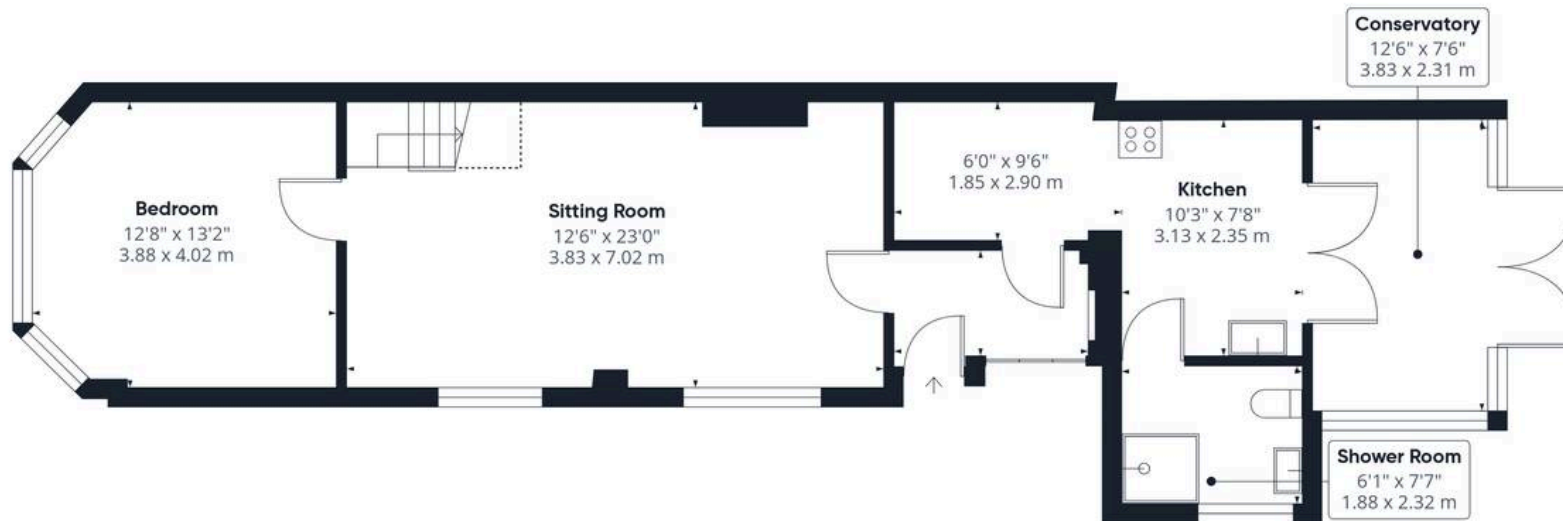 Bedroom
12'8" x 13'2"
3.88 x 4.02 m
Sitting Room
12'6" x 23'0"
3.83 x 7.02 m
6'0" x 9'6"
1.85 x 2.90 m
Kitchen
10'3" x 7'8"
3.13 x 2.35 m
Conservatory
12'6" x 7'6"
3.83 x 2.31 m
Shower Room
6'1" x 7'7"
1.88 x 2.32 m